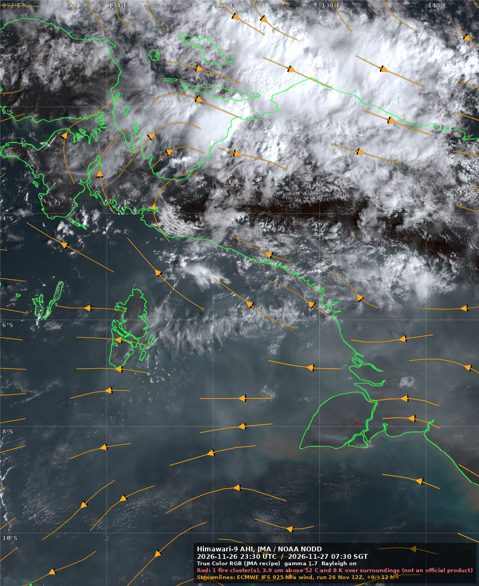 134°E
138°E
140°E
4°S
6°S
8°S
10°S
Himawari-9 AHI, JMA / NOAA NODD
2026-11-26 23:30 UTC / 2026-11-27 07:30 SGT
True Color RGB (JMA recipe) gamma 1.7 Rayleigh on
Red: 1 fire cluster(s), 3.9 um above 52 C and 8 K over surroundings (not an official product)
Streamlines: ECMWF IFS 925 hPa wind, run 26 Nov 12Z, +9/+12 h